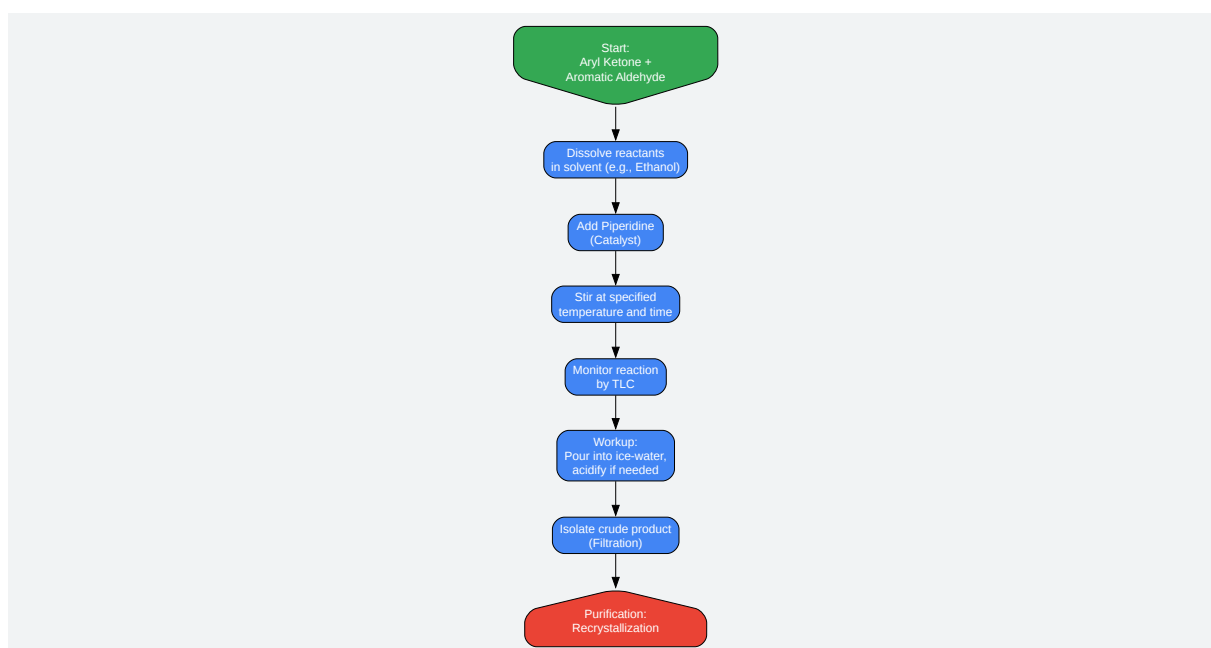 Start:
Aryl Ketone +
Aromatic Aldehyde
Dissolve reactants
in solvent (e.g., Ethanol)
Add Piperidine
(Catalyst)
Stir at specified
temperature and time
Monitor reaction
by TLC
Workup:
Pour into ice-water,
acidify if needed
Isolate crude product
(Filtration)
Purification:
Recrystallization